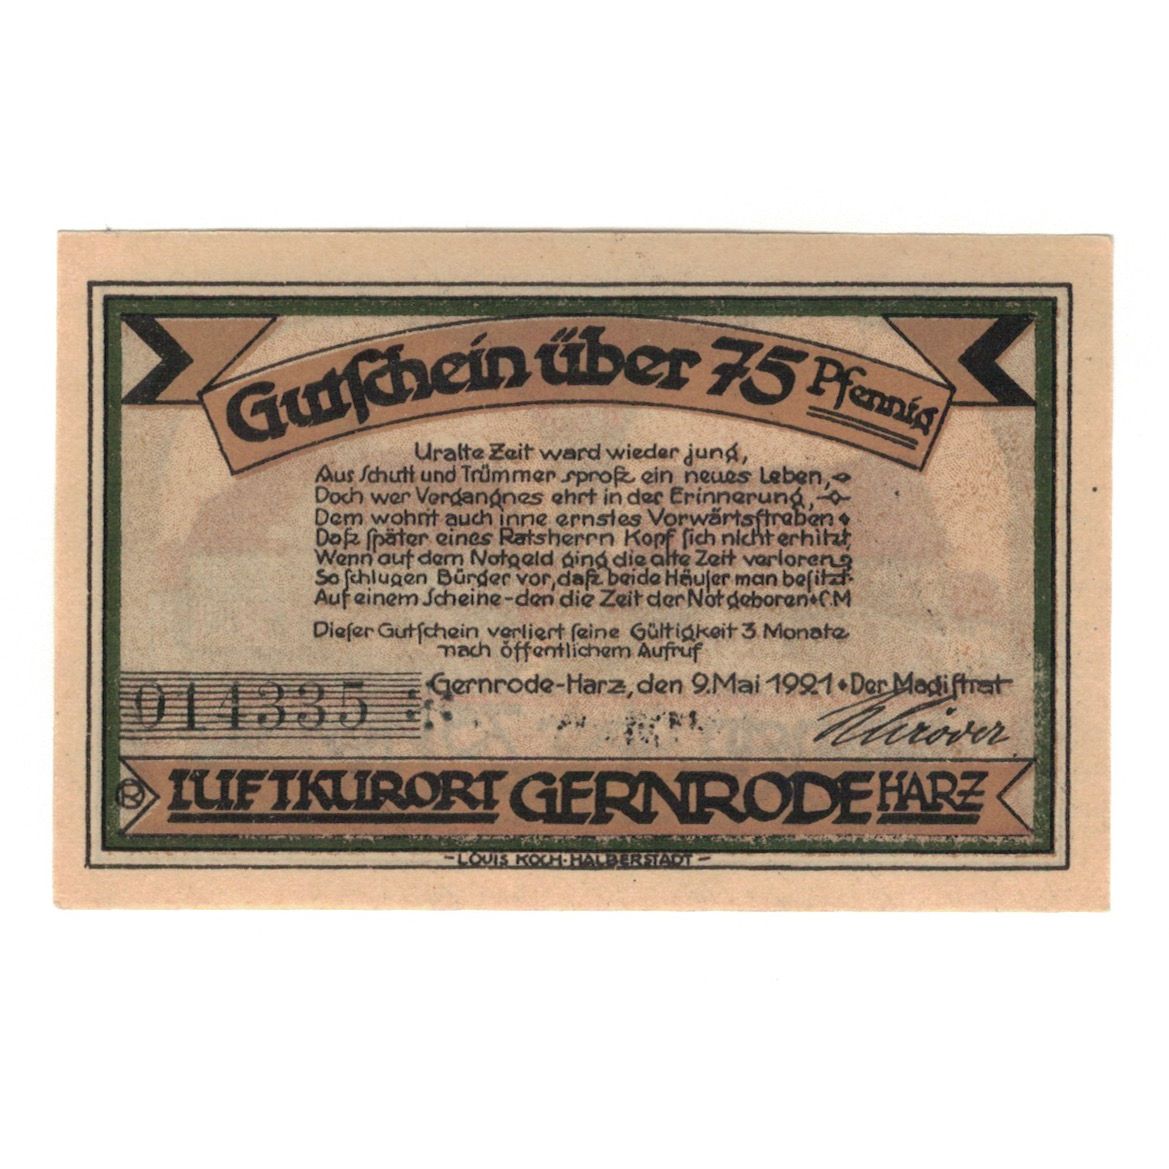 Gutſchein über 75 Pfennig
Uralte Zeit ward wieder jung,
Aus Schutt und Trümmer sproß ein neues Leben,
Doch wer Vergangnes ehrt in der Erinnerung,
Dem wohnt auch inne ernstes Vorwärtsſtreben
Daß ſpäter eines Ratsherrn Kopf ſich nicht erhitzt,
Wenn auf dem Notgeld ging die alte Zeit verloren
So ſchlugen Bürger vor, daß beide Häuſer man beſitzt
Auf einem Scheine-den die Zeit der Not geboren C.M
Dieſer Gutſchein verliert ſeine Gültigkeit 3 Monate
nach öffentlichem Aufruf
Gernrode-Harz, den 9. Mai 1921 Der Magiſtrat
014335
LUFTKURORT GERNRODE HARZ
-LOUIS KOCH·HALBERSTADT-